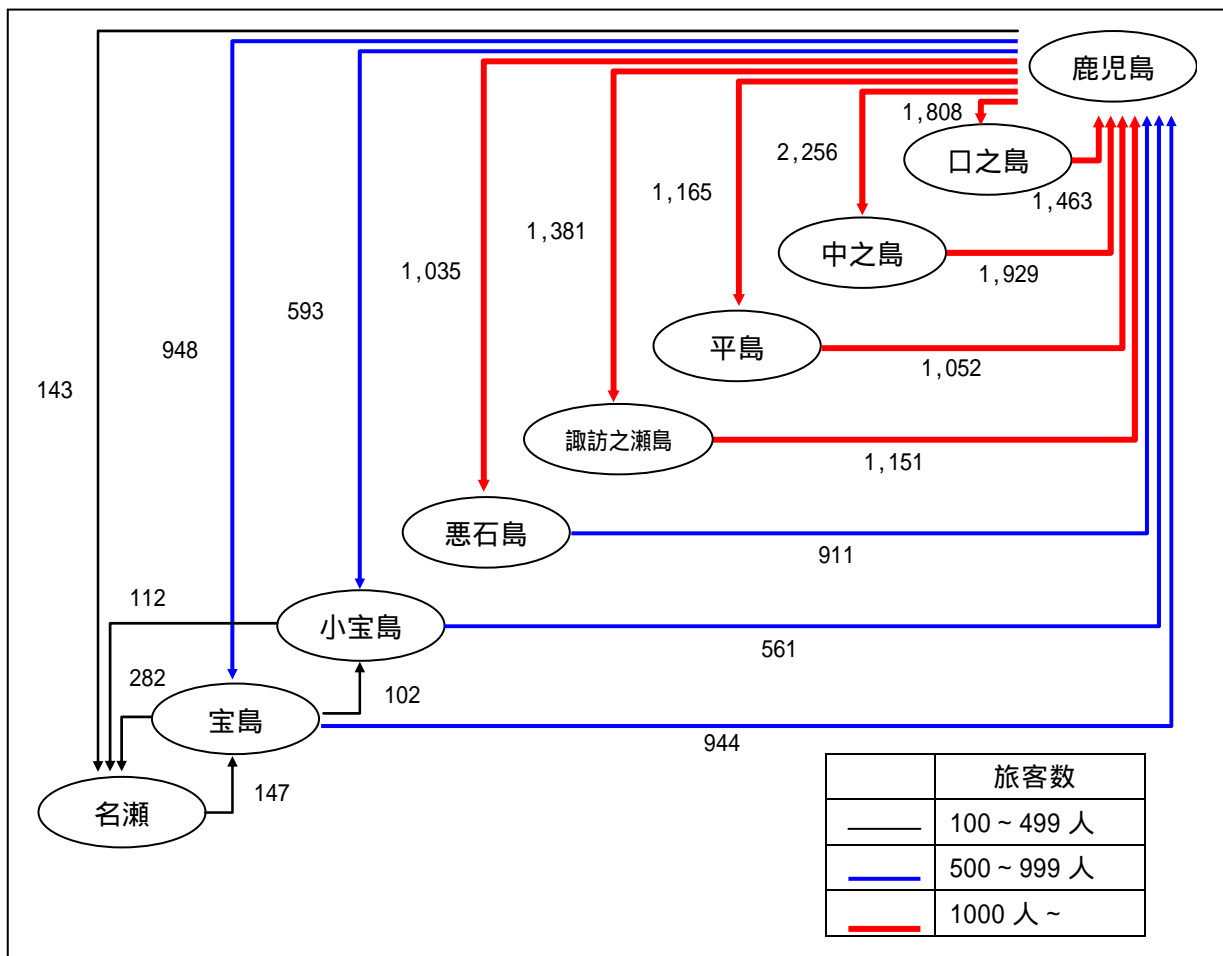 鹿児島
1,808
口之島
2,256
1,463
1,165
中之島
1,381
1,929
1,035
593
平島
948
1,052
143
諏訪之瀬島
1,151
悪石島
911
112
小宝島
561
282
102
宝島
944
147
名瀬
旅客数
100 ~ 499 人
500 ~ 999 人
1000 人 ~